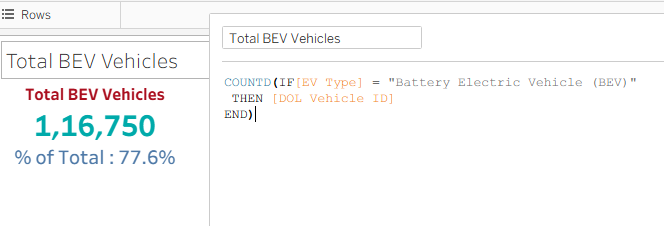 Rows
Total BEV Vehicles
Total BEV Vehicles
1,16,750
% of Total : 77.6%
Total BEV Vehicles
COUNTD(IF[EV Type] = "Battery Electric Vehicle (BEV)"
THEN [DOL Vehicle ID]
END)